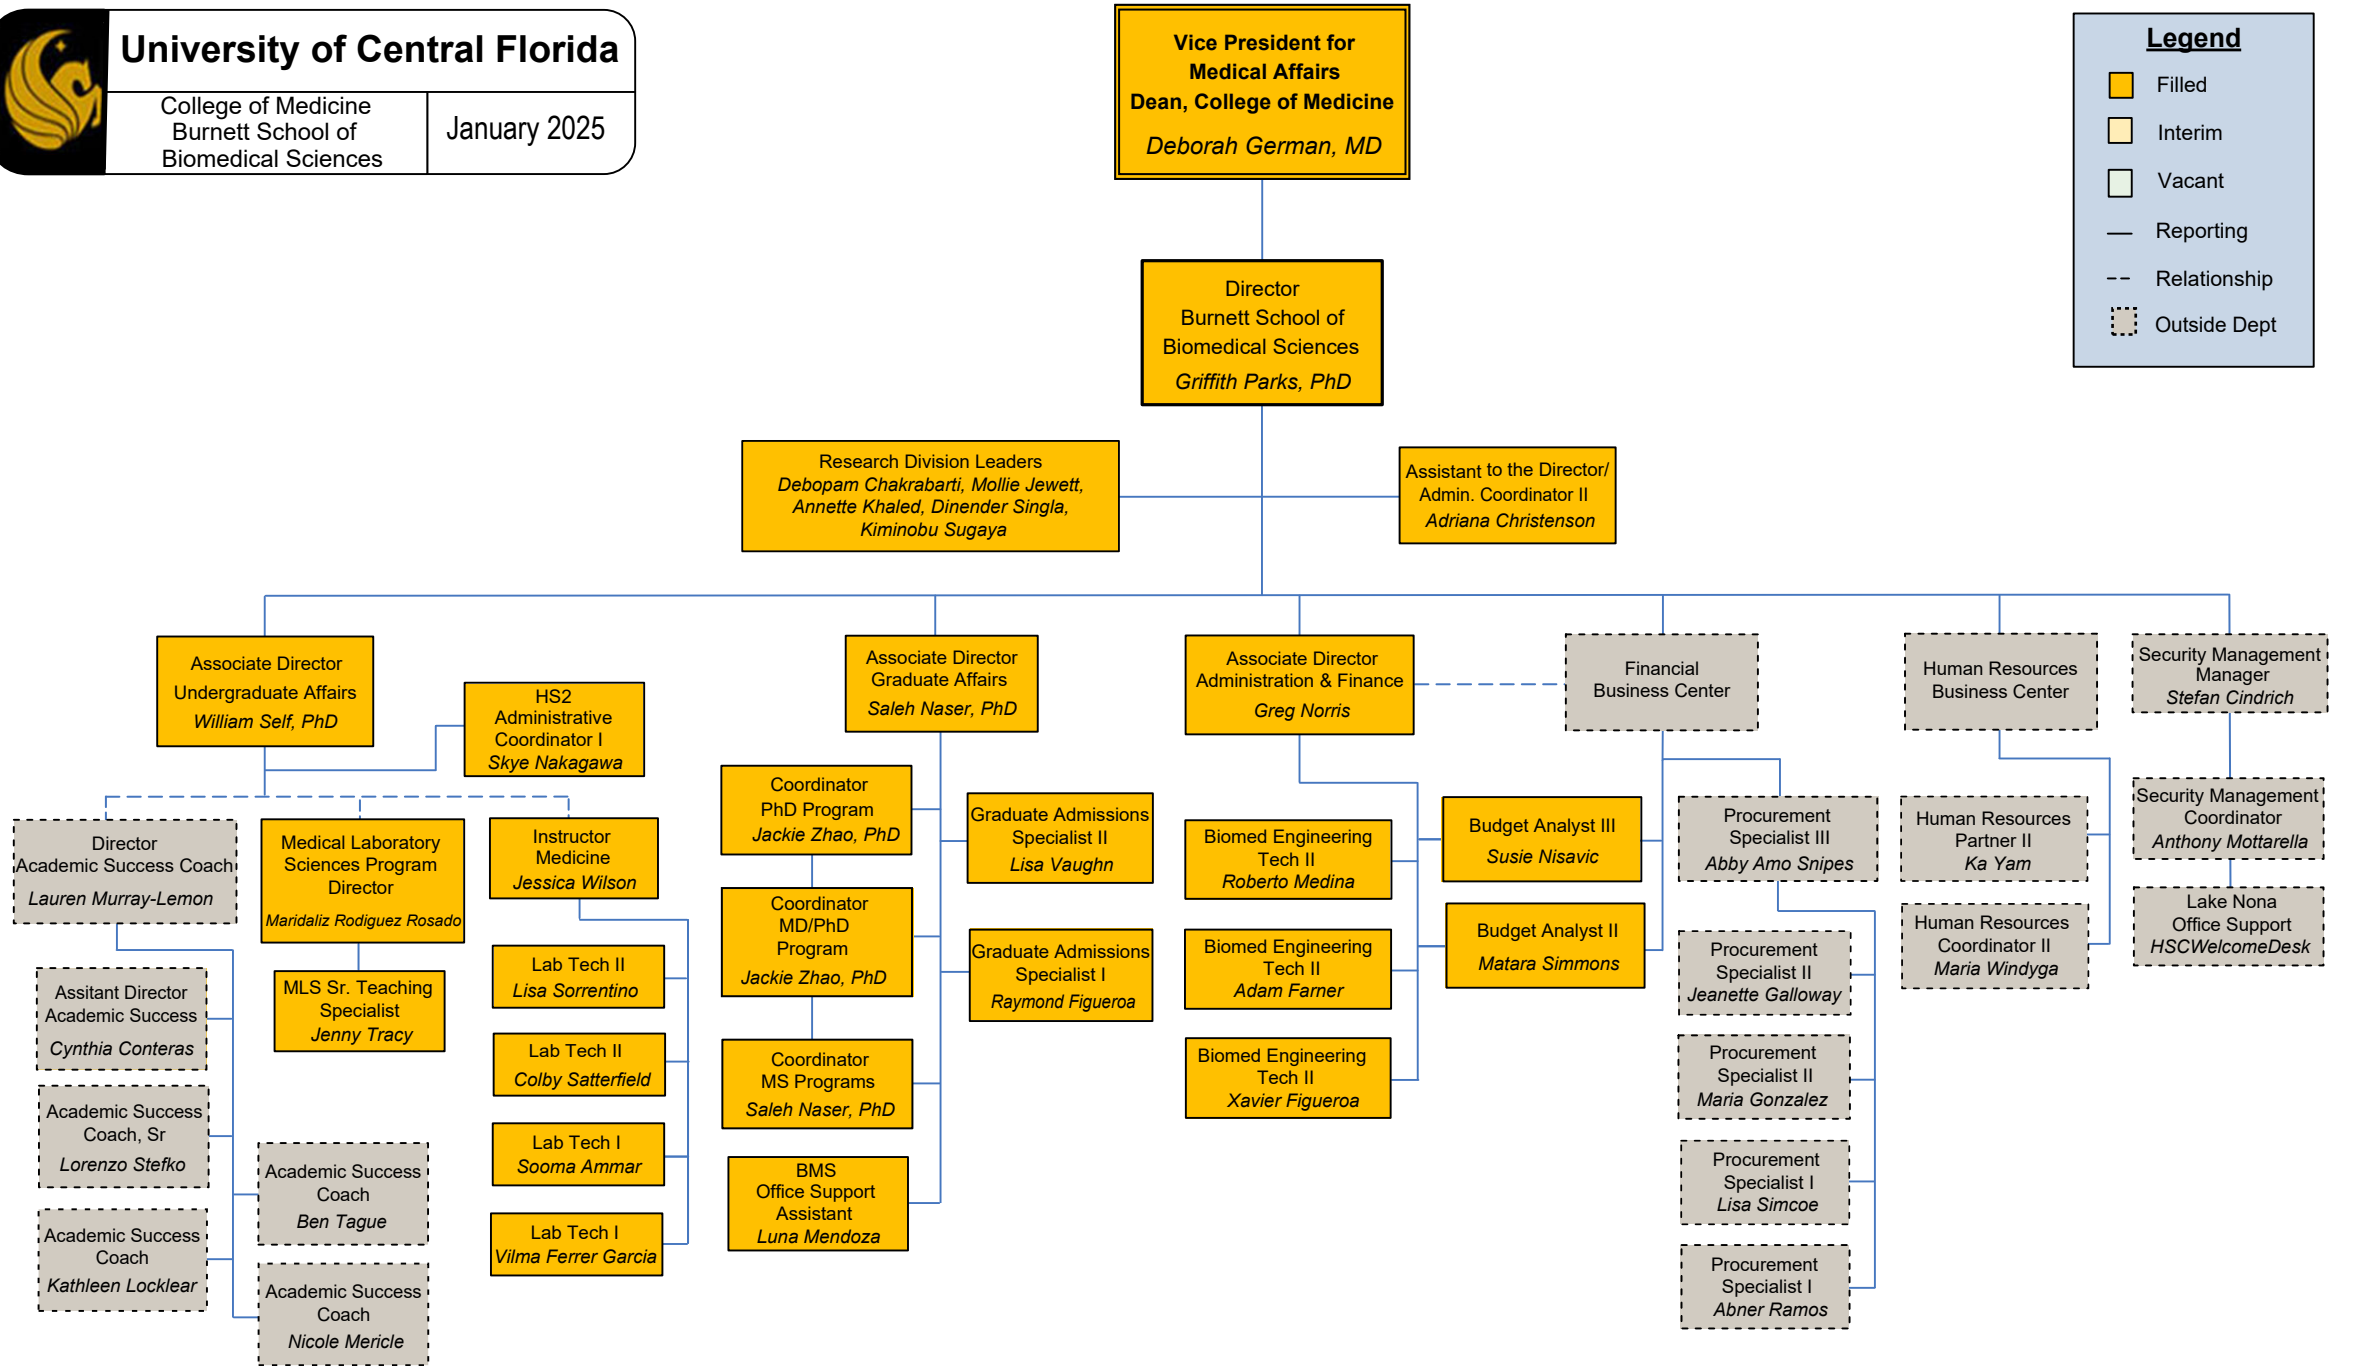 University of Central Florida
College of Medicine
Burnett School of
Biomedical Sciences
January 2025
Vice President for
Medical Affairs
Dean, College of Medicine
Deborah German, MD
Legend
Filled
Interim
Vacant
Reporting
Relationship
Outside Dept
Director
Burnett School of
Biomedical Sciences
Griffith Parks, PhD
Research Division Leaders
Debopam Chakrabarti, Mollie Jewett,
Annette Khaled, Dinender Singla,
Kiminobu Sugaya
Assistant to the Director/
Admin. Coordinator II
Adriana Christenson
Associate Director
Undergraduate Affairs
William Self, PhD
HS2
Administrative
Coordinator I
Skye Nakagawa
Director
Academic Success Coach
Lauren Murray-Lemon
Medical Laboratory
Sciences Program
Director
Maridaliz Rodiguez Rosado
Instructor
Medicine
Jessica Wilson
Assitant Director
Academic Success
Cynthia Conteras
Academic Success
Coach, Sr
Lorenzo Stefko
Academic Success
Coach
Kathleen Locklear
Academic Success
Coach
Ben Tague
Academic Success
Coach
Nicole Mericle
MLS Sr. Teaching
Specialist
Jenny Tracy
Lab Tech II
Lisa Sorrentino
Lab Tech II
Colby Satterfield
Lab Tech I
Sooma Ammar
Lab Tech I
Vilma Ferrer Garcia
Associate Director
Graduate Affairs
Saleh Naser, PhD
Coordinator
PhD Program
Jackie Zhao, PhD
Coordinator
MD/PhD
Program
Jackie Zhao, PhD
Coordinator
MS Programs
Saleh Naser, PhD
BMS
Office Support
Assistant
Luna Mendoza
Graduate Admissions
Specialist II
Lisa Vaughn
Graduate Admissions
Specialist I
Raymond Figueroa
Associate Director
Administration & Finance
Greg Norris
Biomed Engineering
Tech II
Roberto Medina
Biomed Engineering
Tech II
Adam Farner
Biomed Engineering
Tech II
Xavier Figueroa
Budget Analyst III
Susie Nisavic
Budget Analyst II
Matara Simmons
Financial
Business Center
Procurement
Specialist III
Abby Amo Snipes
Procurement
Specialist II
Jeanette Galloway
Procurement
Specialist II
Maria Gonzalez
Procurement
Specialist I
Lisa Simcoe
Procurement
Specialist I
Abner Ramos
Human Resources
Business Center
Human Resources
Partner II
Ka Yam
Human Resources
Coordinator II
Maria Windyga
Security Management
Manager
Stefan Cindrich
Security Management
Coordinator
Anthony Mottarella
Lake Nona
Office Support
HSCWelcomeDesk